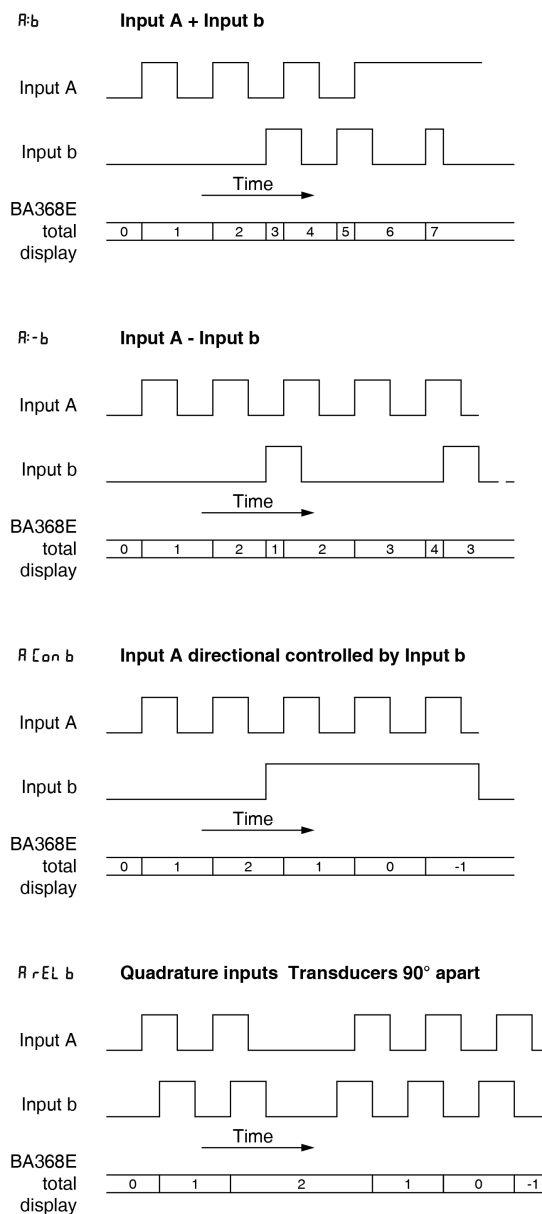 A:b Input A + Input b
Input A
Input b
Time
BA368E
total
display
0 1 2 3 4 5 6 7
A:-b Input A - Input b
Input A
Input b
Time
BA368E
total
display
0 1 2 1 2 3 4 3
A Con b Input A directional controlled by Input b
Input A
Input b
Time
BA368E
total
display
0 1 2 1 0 -1
A rEL b Quadrature inputs Transducers 90° apart
Input A
Input b
Time
BA368E
total
display
0 1 2 1 0 -1